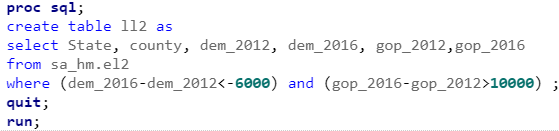 proc sql;
create table ll2 as
select State, county, dem_2012, dem_2016, gop_2012,gop_2016
from sa_hm.el2
where (dem_2016-dem_2012<-6000) and (gop_2016-gop_2012>10000) ;
quit;
run;